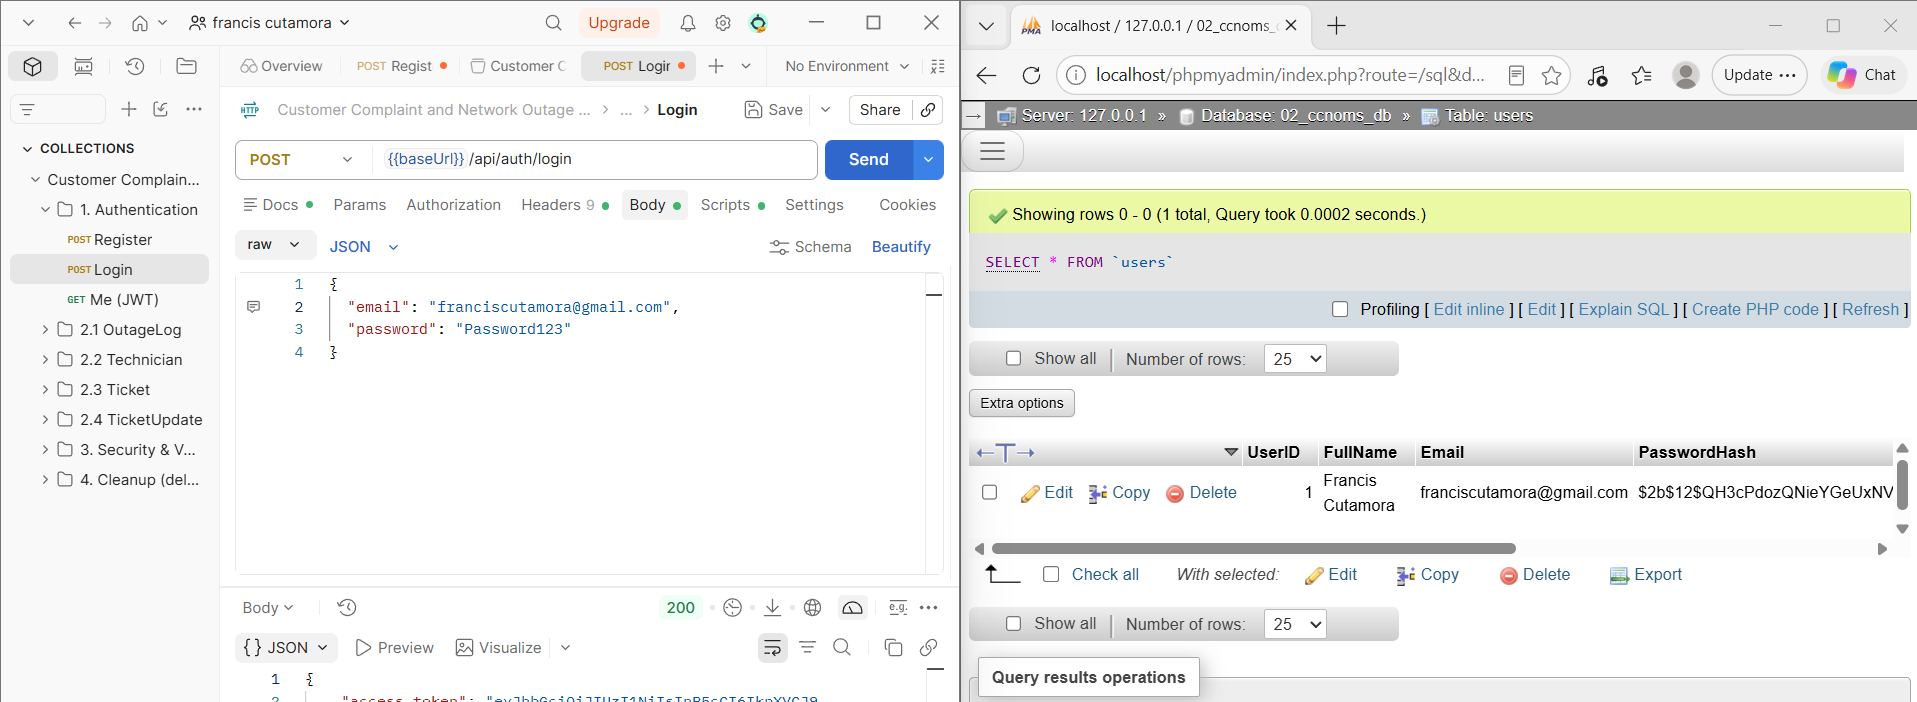 francis cutamora
Upgrade
Overview
POST Regist
Customer C
POST Login
No Environment
Customer Complaint and Network Outage ... > ... > Login
Save
Share
COLLECTIONS
Customer Complain...
1. Authentication
POST Register
POST Login
GET Me (JWT)
2.1 OutageLog
2.2 Technician
2.3 Ticket
2.4 TicketUpdate
3. Security & V...
4. Cleanup (del...
HTTP
POST
{{baseUrl}} /api/auth/login
Send
Docs
Params
Authorization
Headers 9
Body
Scripts
Settings
Cookies
raw
JSON
Schema
Beautify
1 {
2 "email": "franciscutamora@gmail.com",
3 "password": "Password123"
4 }
Body
200
e.g.
{} JSON
Preview
Visualize
1 {
PMA
localhost / 127.0.0.1 / 02_ccnoms_
localhost/phpmyadmin/index.php?route=/sql&d...
Update
Chat
Server: 127.0.0.1 » Database: 02_ccnoms_db » Table: users
Showing rows 0 - 0 (1 total, Query took 0.0002 seconds.)
SELECT * FROM `users`
Profiling [ Edit inline ] [ Edit ] [ Explain SQL ] [ Create PHP code ] [ Refresh ]
Show all | Number of rows: 25
Extra options
←T→ UserID FullName Email PasswordHash
Edit Copy Delete 1 Francis Cutamora franciscutamora@gmail.com $2b$12$QH3cPdozQNieYGeUxNV
Check all With selected: Edit Copy Delete Export
Show all | Number of rows: 25
Query results operations